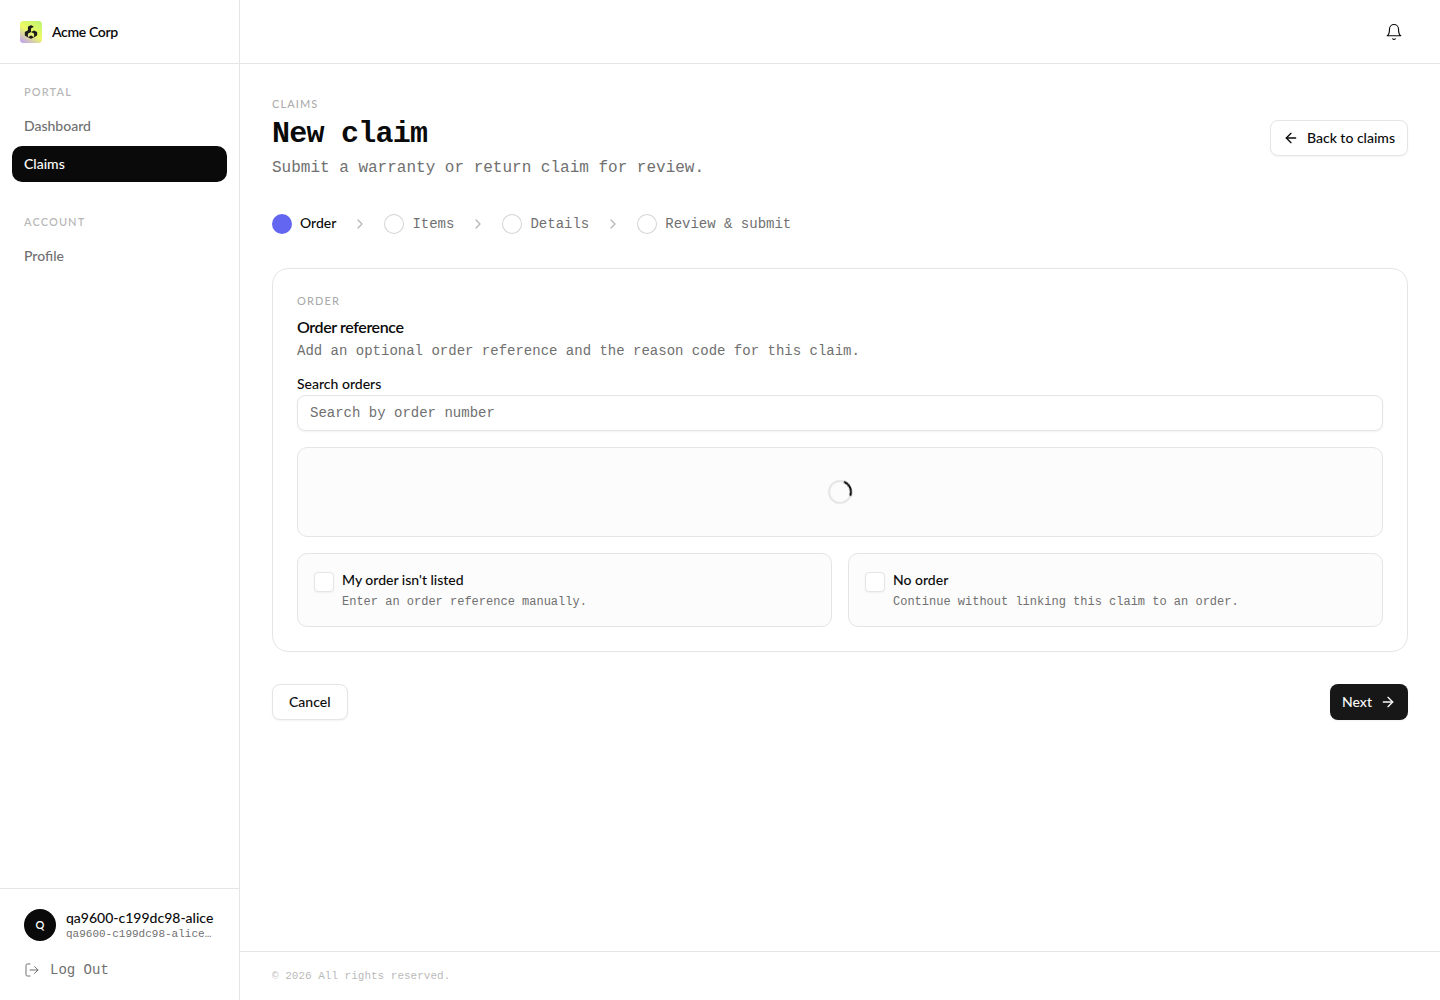 Acme Corp
PORTAL
Dashboard
Claims
ACCOUNT
Profile
CLAIMS
New claim
Submit a warranty or return claim for review.
Back to claims
Order
Items
Details
Review & submit
ORDER
Order reference
Add an optional order reference and the reason code for this claim.
Search orders
Search by order number
My order isn't listed
Enter an order reference manually.
No order
Continue without linking this claim to an order.
Cancel
Next
Q
qa9600-c199dc98-alice
qa9600-c199dc98-alice…
Log Out
© 2026 All rights reserved.